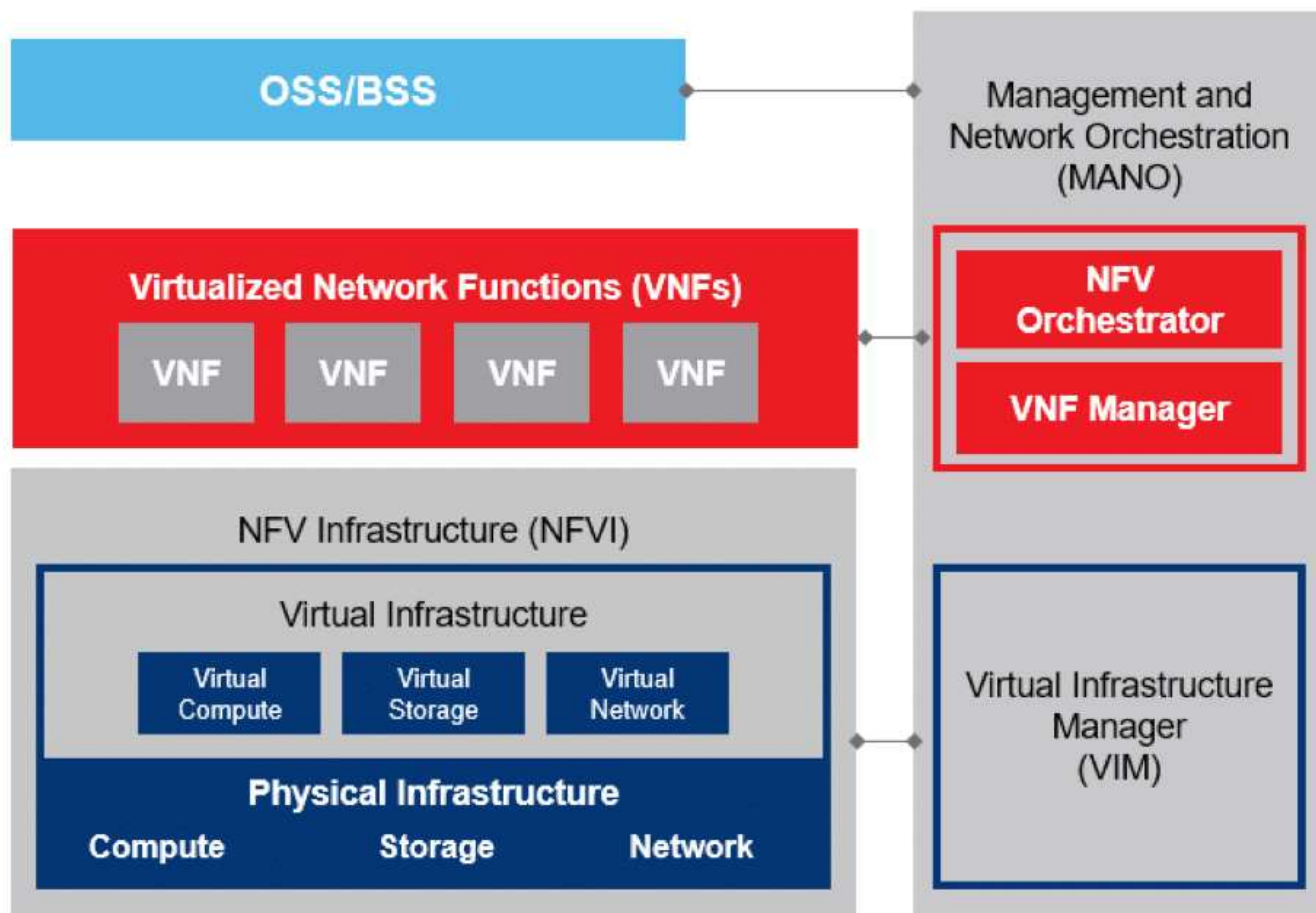 OSS/BSS
Management and
Network Orchestration
(MANO)
Virtualized Network Functions (VNFs)
VNF VNF VNF VNF
NFV
Orchestrator
VNF Manager
NFV Infrastructure (NFVI)
Virtual Infrastructure
Virtual
Compute
Virtual
Storage
Virtual
Network
Physical Infrastructure
Compute Storage Network
Virtual Infrastructure
Manager
(VIM)